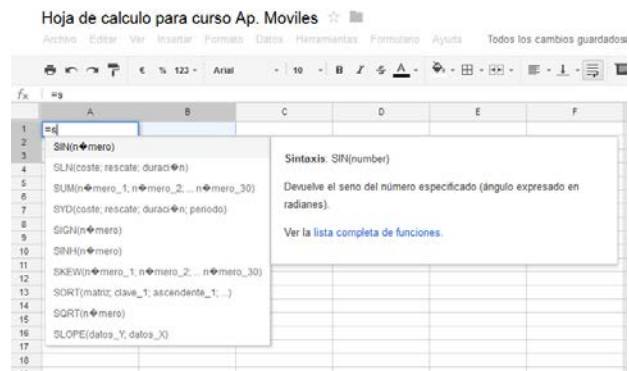 Hoja de calculo para curso Ap. Moviles
Archivo Editar Ver Insertar Formato Datos Herramientas Formulario Ayuda Todos los cambios guardados
€ % 123 - Arial - 10 - B I S A
fx =s
A B C D E F
1 =s
2 SIN(n�mero)
3
4 SLN(coste; rescate; duraci�n)
5 SUM(n�mero_1; n�mero_2; ... n�mero_30)
6
7 SYD(coste; rescate; duraci�n; periodo)
8 SIGN(n�mero)
9
10 SINH(n�mero)
11 SKEW(n�mero_1; n�mero_2; ... n�mero_30)
12
13 SORT(matriz; clave_1; ascendente_1; ...)
14
15 SQRT(n�mero)
16 SLOPE(datos_Y; datos_X)
17
18
Sintaxis: SIN(number)
Devuelve el seno del número especificado (ángulo expresado en
radianes).
Ver la lista completa de funciones.